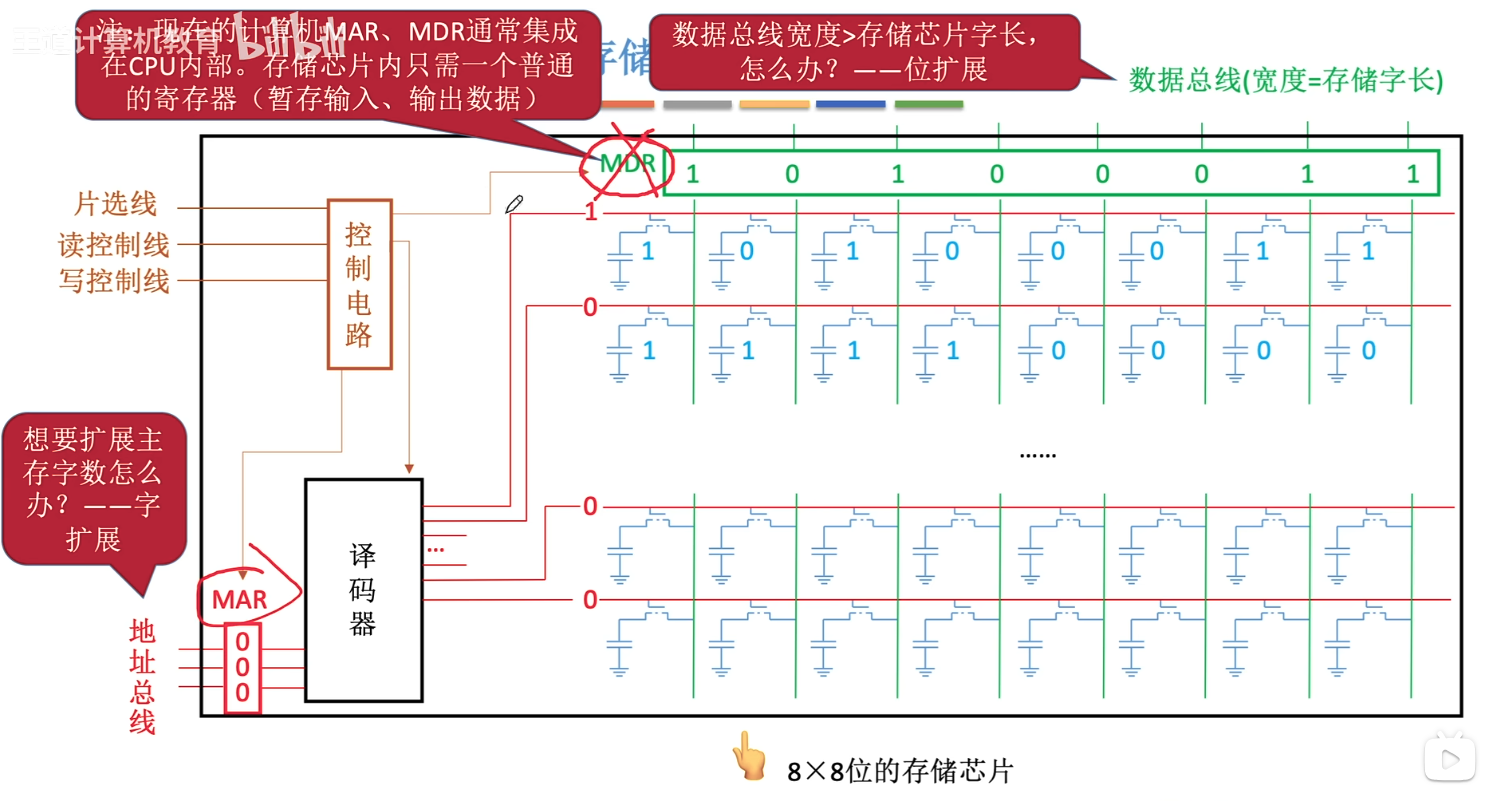 王道计算机教育 bilibili
注：现在的计算机MAR、MDR通常集成
在CPU内部。存储芯片内只需一个普通
的寄存器（暂存输入、输出数据）
存储
数据总线宽度>存储芯片字长，
怎么办？——位扩展
数据总线(宽度=存储字长)
MDR
1 0 1 0 0 0 1 1
片选线
读控制线
写控制线
控
制
电
路
1
1 0 1 0 0 0 1 1
0
1 1 1 1 0 0 0 0
……
想要扩展主
存字数怎么
办？——字
扩展
0
0
...
译
码
器
MAR
0
0
0
地
址
总
线
8×8位的存储芯片